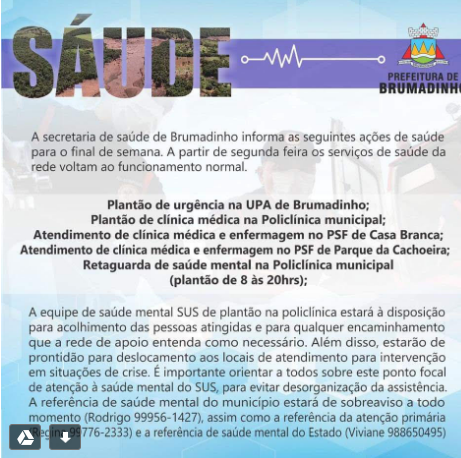 SAÚDE
PREFEITURA DE
BRUMADINHO
A secretaria de saúde de Brumadinho informa as seguintes ações de saúde
para o final de semana. A partir de segunda feira os serviços de saúde da
rede voltam ao funcionamento normal.
Plantão de urgência na UPA de Brumadinho;
Plantão de clínica médica na Policlínica municipal;
Atendimento de clínica médica e enfermagem no PSF de Casa Branca;
Atendimento de clínica médica e enfermagem no PSF de Parque da Cachoeira;
Retaguarda de saúde mental na Policlínica municipal
(plantão de 8 às 20hrs);
A equipe de saúde mental SUS de plantão na policlínica estará à disposição
para acolhimento das pessoas atingidas e para qualquer encaminhamento
que a rede de apoio entenda como necessário. Além disso, estarão de
prontidão para deslocamento aos locais de atendimento para intervenção
em situações de crise. É importante orientar a todos sobre este ponto focal
de atenção à saúde mental do SUS, para evitar desorganização da assistência.
A referência de saúde mental do município estará de sobreaviso a todo
momento (Rodrigo 99956-1427), assim como a referência da atenção primária
99776-2333) e a referência de saúde mental do Estado (Viviane 988650495)